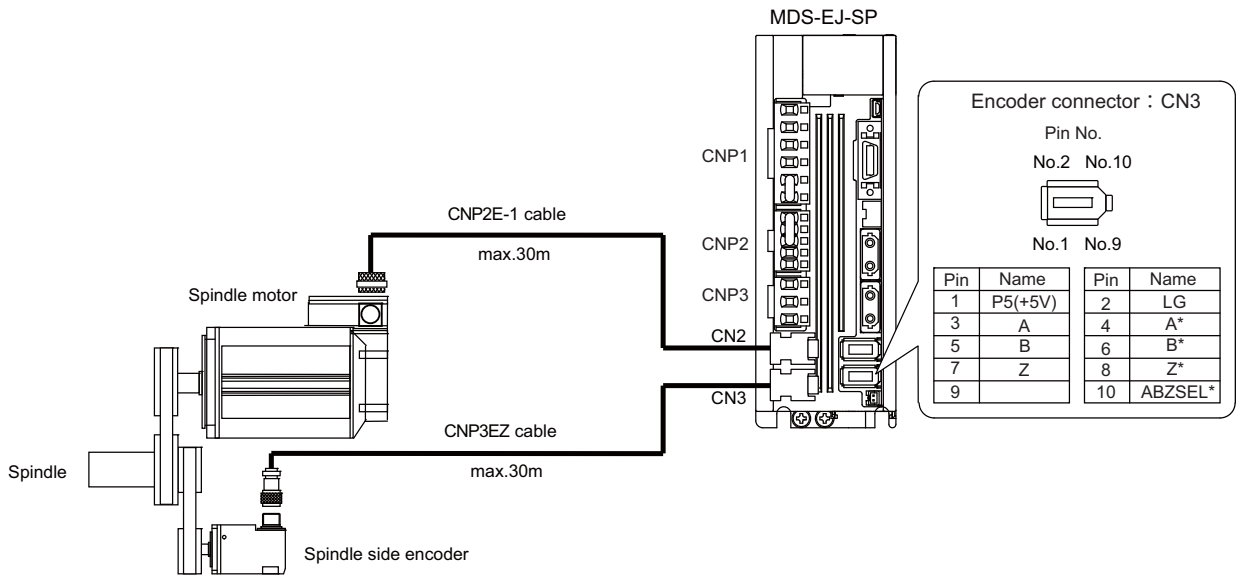 MDS-EJ-SP
Encoder connector : CN3
Pin No.
No.2 No.10
No.1 No.9
Pin Name Pin Name
1 P5(+5V) 2 LG
3 A 4 A*
5 B 6 B*
7 Z 8 Z*
9 10 ABZSEL*
CNP1
CNP2
CNP3
CN2
CN3
CNP2E-1 cable
max.30m
Spindle motor
CNP3EZ cable
max.30m
Spindle
Spindle side encoder